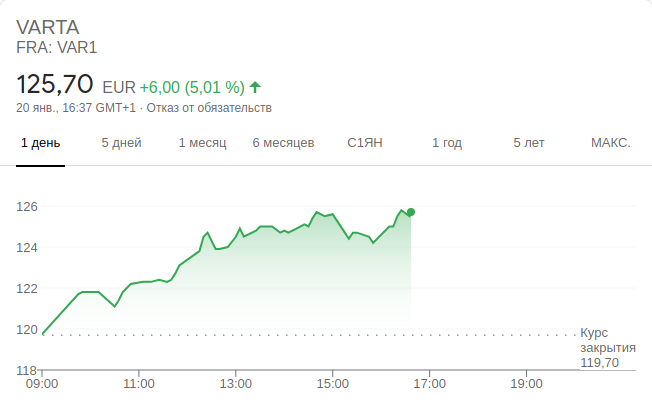 VARTA
FRA: VAR1
125,70 EUR +6,00 (5,01 %)
20 янв., 16:37 GMT+1 · Отказ от обязательств
1 день 5 дней 1 месяц 6 месяцев С1ЯН 1 год 5 лет МАКС.
126
124
122
120
Курс
закрытия
119,70
118
09:00 11:00 13:00 15:00 17:00 19:00